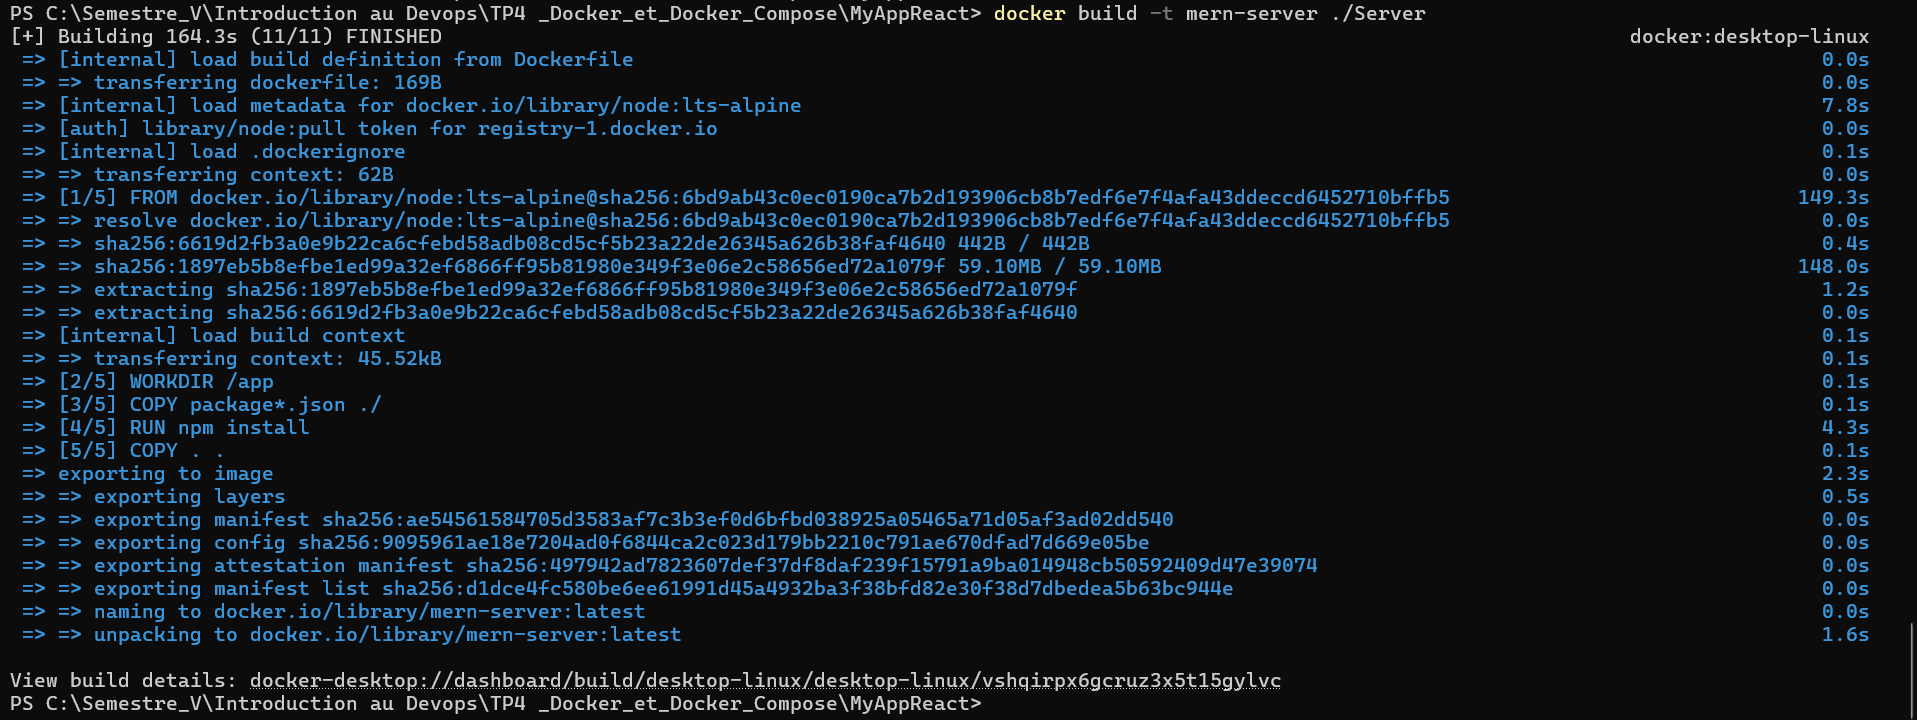 PS C:\Semestre_V\Introduction au Devops\TP4 _Docker_et_Docker_Compose\MyAppReact> docker build -t mern-server ./Server
[+] Building 164.3s (11/11) FINISHED docker:desktop-linux
=> [internal] load build definition from Dockerfile 0.0s
=> => transferring dockerfile: 169B 0.0s
=> [internal] load metadata for docker.io/library/node:lts-alpine 7.8s
=> [auth] library/node:pull token for registry-1.docker.io 0.0s
=> [internal] load .dockerignore 0.1s
=> => transferring context: 62B 0.0s
=> [1/5] FROM docker.io/library/node:lts-alpine@sha256:6bd9ab43c0ec0190ca7b2d193906cb8b7edf6e7f4afa43ddeccd6452710bffb5 149.3s
=> => resolve docker.io/library/node:lts-alpine@sha256:6bd9ab43c0ec0190ca7b2d193906cb8b7edf6e7f4afa43ddeccd6452710bffb5 0.0s
=> => sha256:6619d2fb3a0e9b22ca6cfebd58adb08cd5cf5b23a22de26345a626b38faf4640 442B / 442B 0.4s
=> => sha256:1897eb5b8efbe1ed99a32ef6866ff95b81980e349f3e06e2c58656ed72a1079f 59.10MB / 59.10MB 148.0s
=> => extracting sha256:1897eb5b8efbe1ed99a32ef6866ff95b81980e349f3e06e2c58656ed72a1079f 1.2s
=> => extracting sha256:6619d2fb3a0e9b22ca6cfebd58adb08cd5cf5b23a22de26345a626b38faf4640 0.0s
=> [internal] load build context 0.1s
=> => transferring context: 45.52kB 0.1s
=> [2/5] WORKDIR /app 0.1s
=> [3/5] COPY package*.json ./ 0.1s
=> [4/5] RUN npm install 4.3s
=> [5/5] COPY . . 0.1s
=> exporting to image 2.3s
=> => exporting layers 0.5s
=> => exporting manifest sha256:ae54561584705d3583af7c3b3ef0d6bfbd038925a05465a71d05af3ad02dd540 0.0s
=> => exporting config sha256:9095961ae18e7204ad0f6844ca2c023d179bb2210c791ae670dfad7d669e05be 0.0s
=> => exporting attestation manifest sha256:497942ad7823607def37df8daf239f15791a9ba014948cb50592409d47e39074 0.0s
=> => exporting manifest list sha256:d1dce4fc580be6ee61991d45a4932ba3f38bfd82e30f38d7dbedea5b63bc944e 0.0s
=> => naming to docker.io/library/mern-server:latest 0.0s
=> => unpacking to docker.io/library/mern-server:latest 1.6s
View build details: docker-desktop://dashboard/build/desktop-linux/desktop-linux/vshqirpx6gcruz3x5t15gylvc
PS C:\Semestre_V\Introduction au Devops\TP4 _Docker_et_Docker_Compose\MyAppReact>